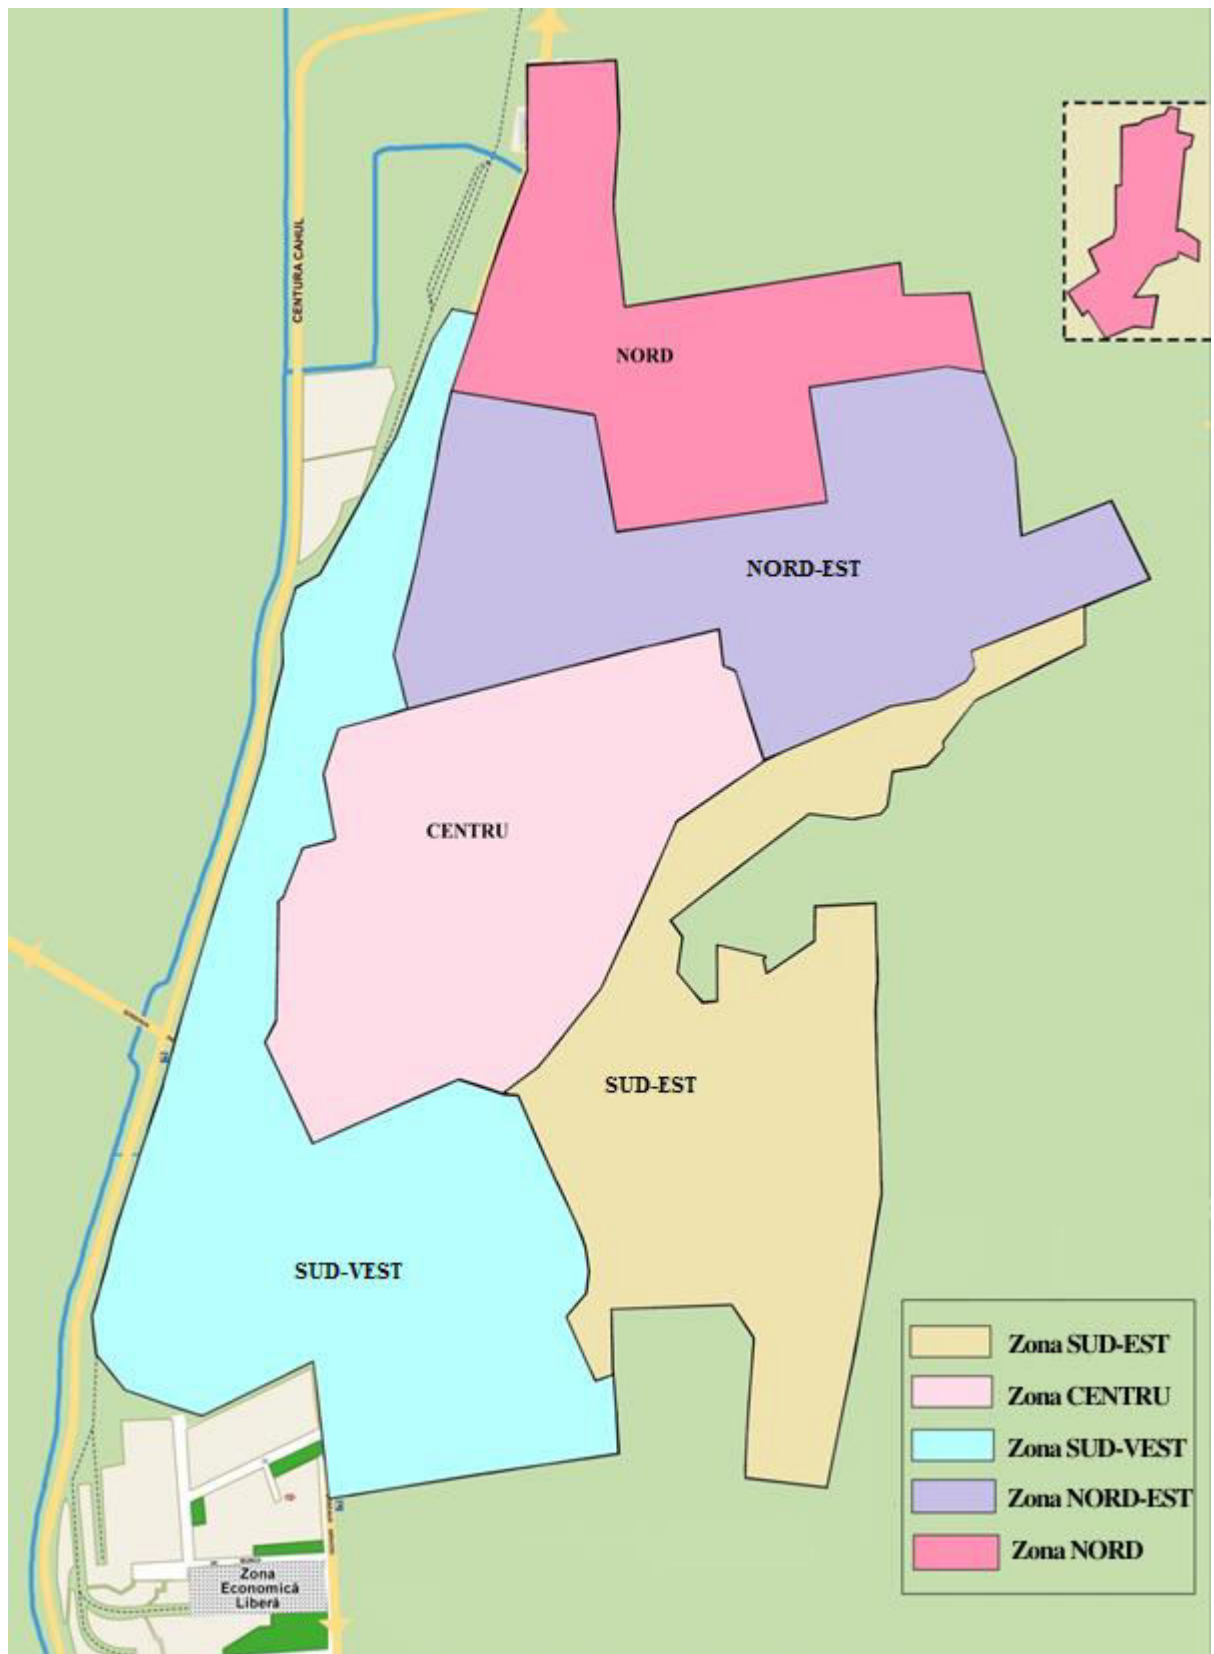 CENTURA CAHUL
NORD
NORD-EST
CENTRU
SUD-EST
SUD-VEST
Zona SUD-EST
Zona CENTRU
Zona SUD-VEST
Zona NORD-EST
Zona NORD
Zona
Economică
Liberă